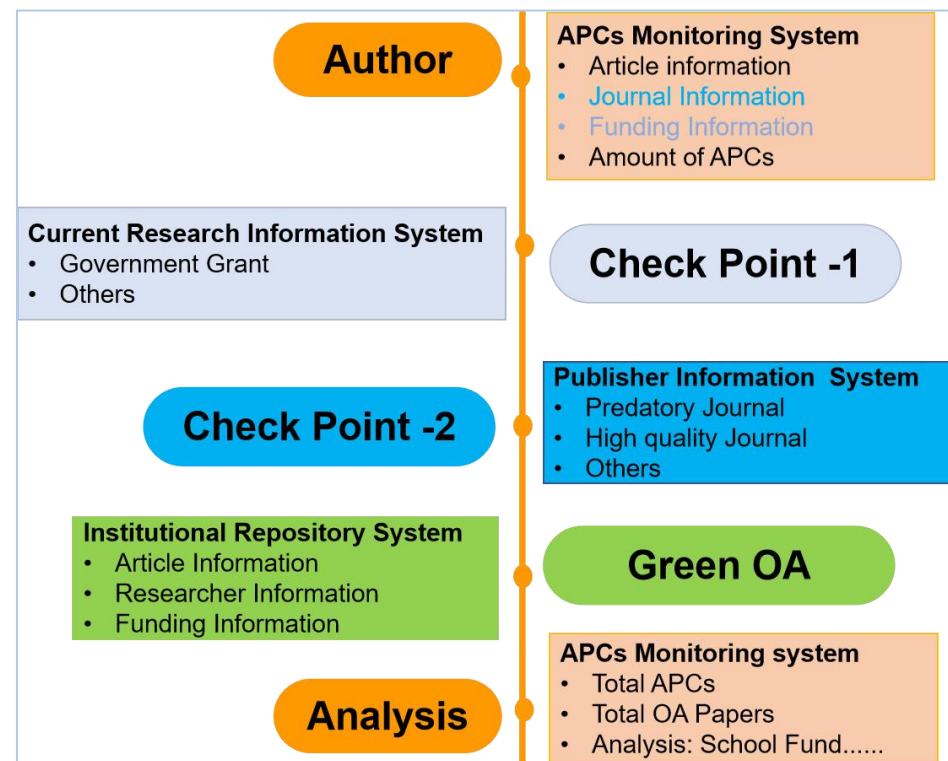 Author
APCs Monitoring System
• Article information
• Journal Information
• Funding Information
• Amount of APCs
Current Research Information System
• Government Grant
• Others
Check Point -1
Check Point -2
Publisher Information System
• Predatory Journal
• High quality Journal
• Others
Institutional Repository System
• Article Information
• Researcher Information
• Funding Information
Green OA
Analysis
APCs Monitoring system
• Total APCs
• Total OA Papers
• Analysis: School Fund......